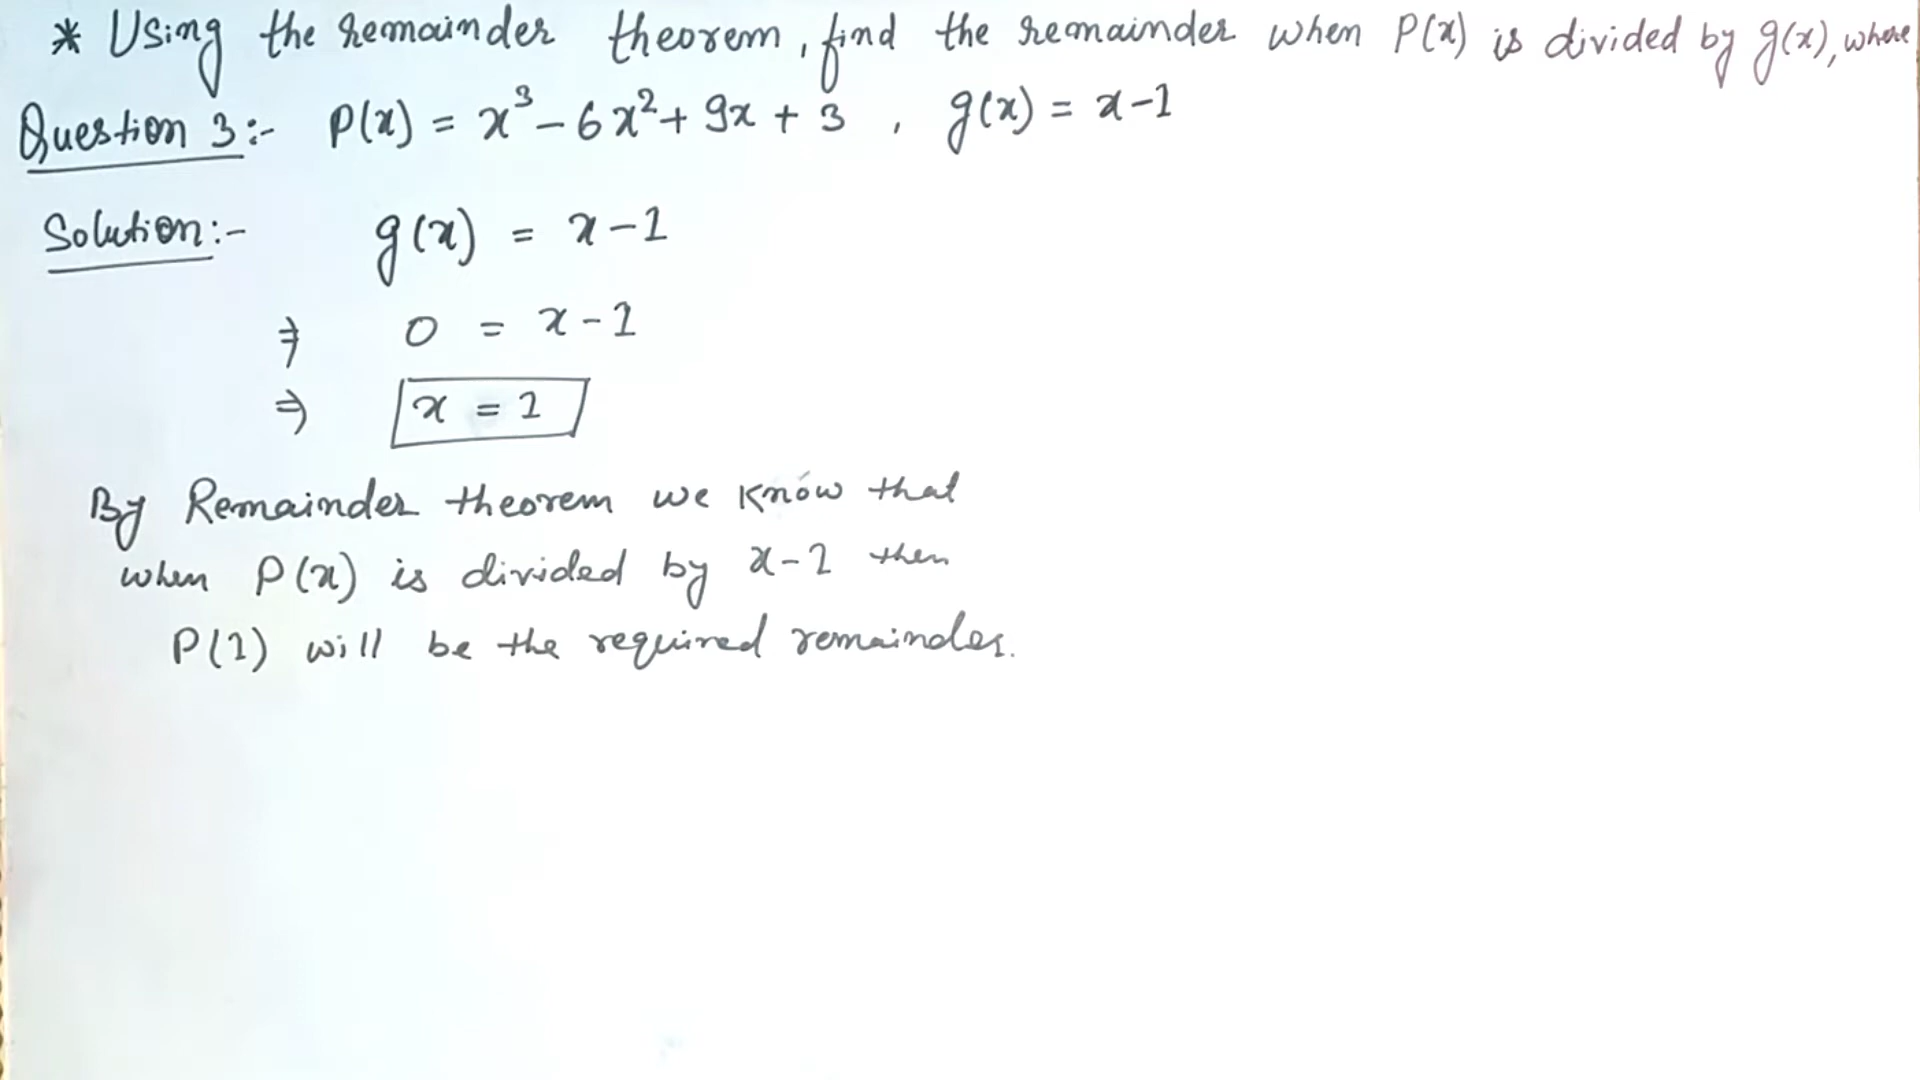 * Using the remainder theorem, find the remainder when P(x) is divided by g(x), where
Question 3:- P(x) = x³ - 6x² + 9x + 3 , g(x) = x-1
Solution:- g(x) = x-1
⇒ 0 = x-1
⇒ x = 1
By Remainder theorem we know that
when P(x) is divided by x-1 then
P(1) will be the required remainder.